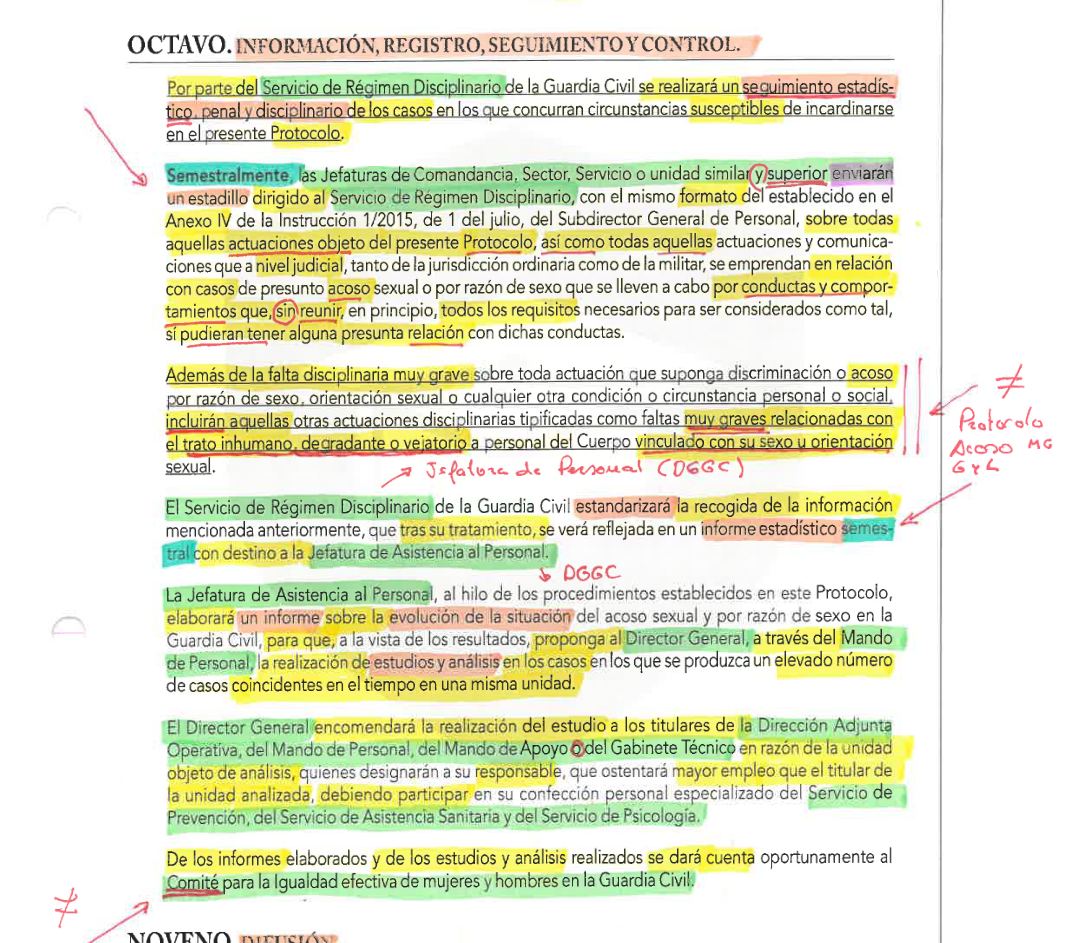 OCTAVO. INFORMACIÓN, REGISTRO, SEGUIMIENTO Y CONTROL.
Por parte del Servicio de Régimen Disciplinario de la Guardia Civil se realizará un seguimiento estadís-
tico, penal y disciplinario de los casos en los que concurran circunstancias susceptibles de incardinarse
en el presente Protocolo.
Semestralmente, las Jefaturas de Comandancia, Sector, Servicio o unidad similar y superior enviarán
un estadillo dirigido al Servicio de Régimen Disciplinario, con el mismo formato del establecido en el
Anexo IV de la Instrucción 1/2015, de 1 del julio, del Subdirector General de Personal, sobre todas
aquellas actuaciones objeto del presente Protocolo, así como todas aquellas actuaciones y comunica-
ciones que a nivel judicial, tanto de la jurisdicción ordinaria como de la militar, se emprendan en relación
con casos de presunto acoso sexual o por razón de sexo que se lleven a cabo por conductas y compor-
tamientos que, sin reunir, en principio, todos los requisitos necesarios para ser considerados como tal,
sí pudieran tener alguna presunta relación con dichas conductas.
Además de la falta disciplinaria muy grave sobre toda actuación que suponga discriminación o acoso
por razón de sexo, orientación sexual o cualquier otra condición o circunstancia personal o social,
incluirán aquellas otras actuaciones disciplinarias tipificadas como faltas muy graves relacionadas con
el trato inhumano, degradante o vejatorio a personal del Cuerpo vinculado con su sexo u orientación
sexual.
≠
Protocolo
Acoso MG
G y L
Jefatura de Personal (DGGC)
El Servicio de Régimen Disciplinario de la Guardia Civil estandarizará la recogida de la información
mencionada anteriormente, que tras su tratamiento, se verá reflejada en un informe estadístico semes-
tral con destino a la Jefatura de Asistencia al Personal.
DGGC
La Jefatura de Asistencia al Personal, al hilo de los procedimientos establecidos en este Protocolo,
elaborará un informe sobre la evolución de la situación del acoso sexual y por razón de sexo en la
Guardia Civil, para que, a la vista de los resultados, proponga al Director General, a través del Mando
de Personal, la realización de estudios y análisis en los casos en los que se produzca un elevado número
de casos coincidentes en el tiempo en una misma unidad.
El Director General encomendará la realización del estudio a los titulares de la Dirección Adjunta
Operativa, del Mando de Personal, del Mando de Apoyo o del Gabinete Técnico en razón de la unidad
objeto de análisis, quienes designarán a su responsable, que ostentará mayor empleo que el titular de
la unidad analizada, debiendo participar en su confección personal especializado del Servicio de
Prevención, del Servicio de Asistencia Sanitaria y del Servicio de Psicología.
De los informes elaborados y de los estudios y análisis realizados se dará cuenta oportunamente al
Comité para la Igualdad efectiva de mujeres y hombres en la Guardia Civil.
≠
NOVENO. DIFUSIÓN